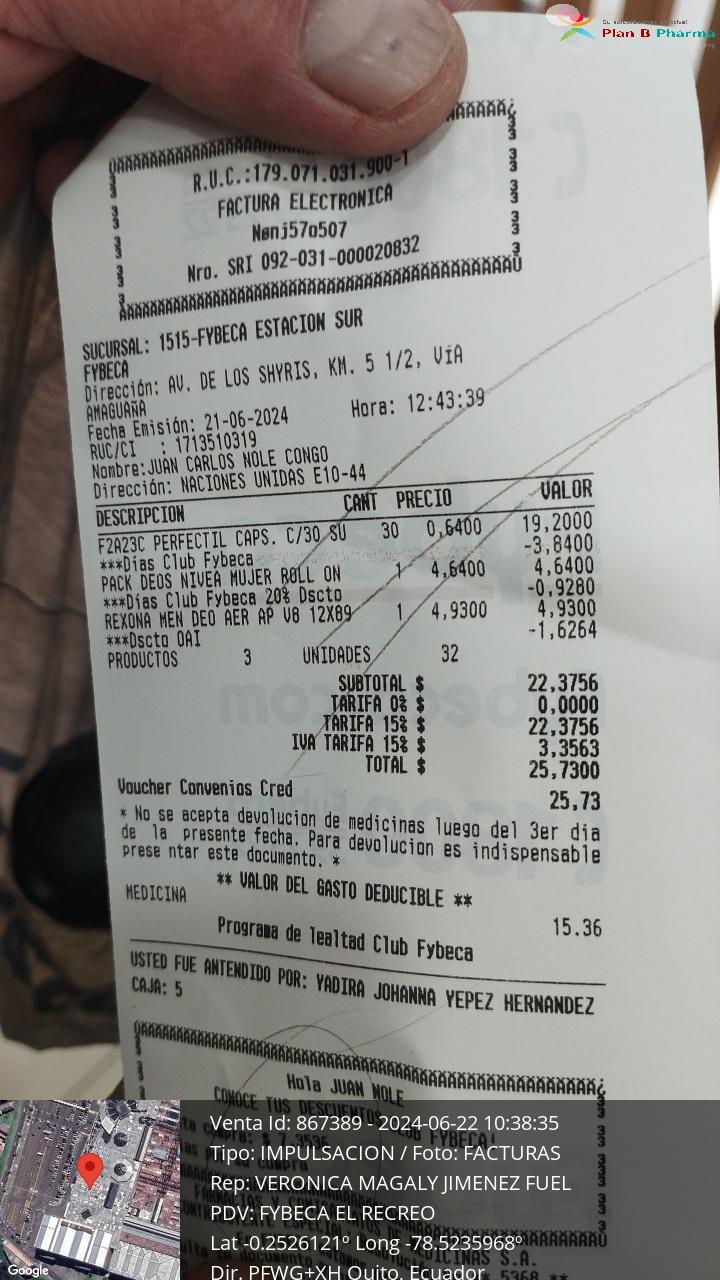 Plan B Pharma
R.U.C.:179.071.031.900-1
FACTURA ELECTRONICA
Nønj57a507
Nro. SRI 092-031-000020832
SUCURSAL: 1515-FYBECA ESTACION SUR
FYBECA
Dirección: AV. DE LOS SHYRIS, KM. 5 1/2, VíA
AMAGUAÑA
Fecha Emisión: 21-06-2024 Hora: 12:43:39
RUC/CI : 1713510319
Nombre:JUAN CARLOS NOLE CONGO
Dirección: NACIONES UNIDAS E10-44
DESCRIPCION CANT PRECIO VALOR
F2A23C PERFECTIL CAPS. C/30 SU 30 0,6400 19,2000
***Días Club Fybeca -3,8400
PACK DEOS NIVEA MUJER ROLL ON 1 4,6400 4,6400
***Días Club Fybeca 20% Dscto -0,9280
REXONA MEN DEO AER AP V8 12X89 1 4,9300 4,9300
***Dscto OAI -1,6264
PRODUCTOS 3 UNIDADES 32
SUBTOTAL $ 22,3756
TARIFA 0% $ 0,0000
TARIFA 15% $ 22,3756
IVA TARIFA 15% $ 3,3563
TOTAL $ 25,7300
Voucher Convenios Cred 25,73
* No se acepta devolucion de medicinas luego del 3er dia
de la presente fecha. Para devolucion es indispensable
prese ntar este documento. *
** VALOR DEL GASTO DEDUCIBLE **
MEDICINA 15.36
Programa de lealtad Club Fybeca
USTED FUE ANTENDIDO POR: YADIRA JOHANNA YEPEZ HERNANDEZ
CAJA: 5
Hola JUAN NOLE
CONOCE TUS DESCUENTOS CLUB FYBECA!
Venta Id: 867389 - 2024-06-22 10:38:35
Tipo: IMPULSACION / Foto: FACTURAS
Rep: VERONICA MAGALY JIMENEZ FUEL
PDV: FYBECA EL RECREO
Lat -0.2526121º Long -78.5235968º
Dir. PFWG+XH Quito, Ecuador
Google